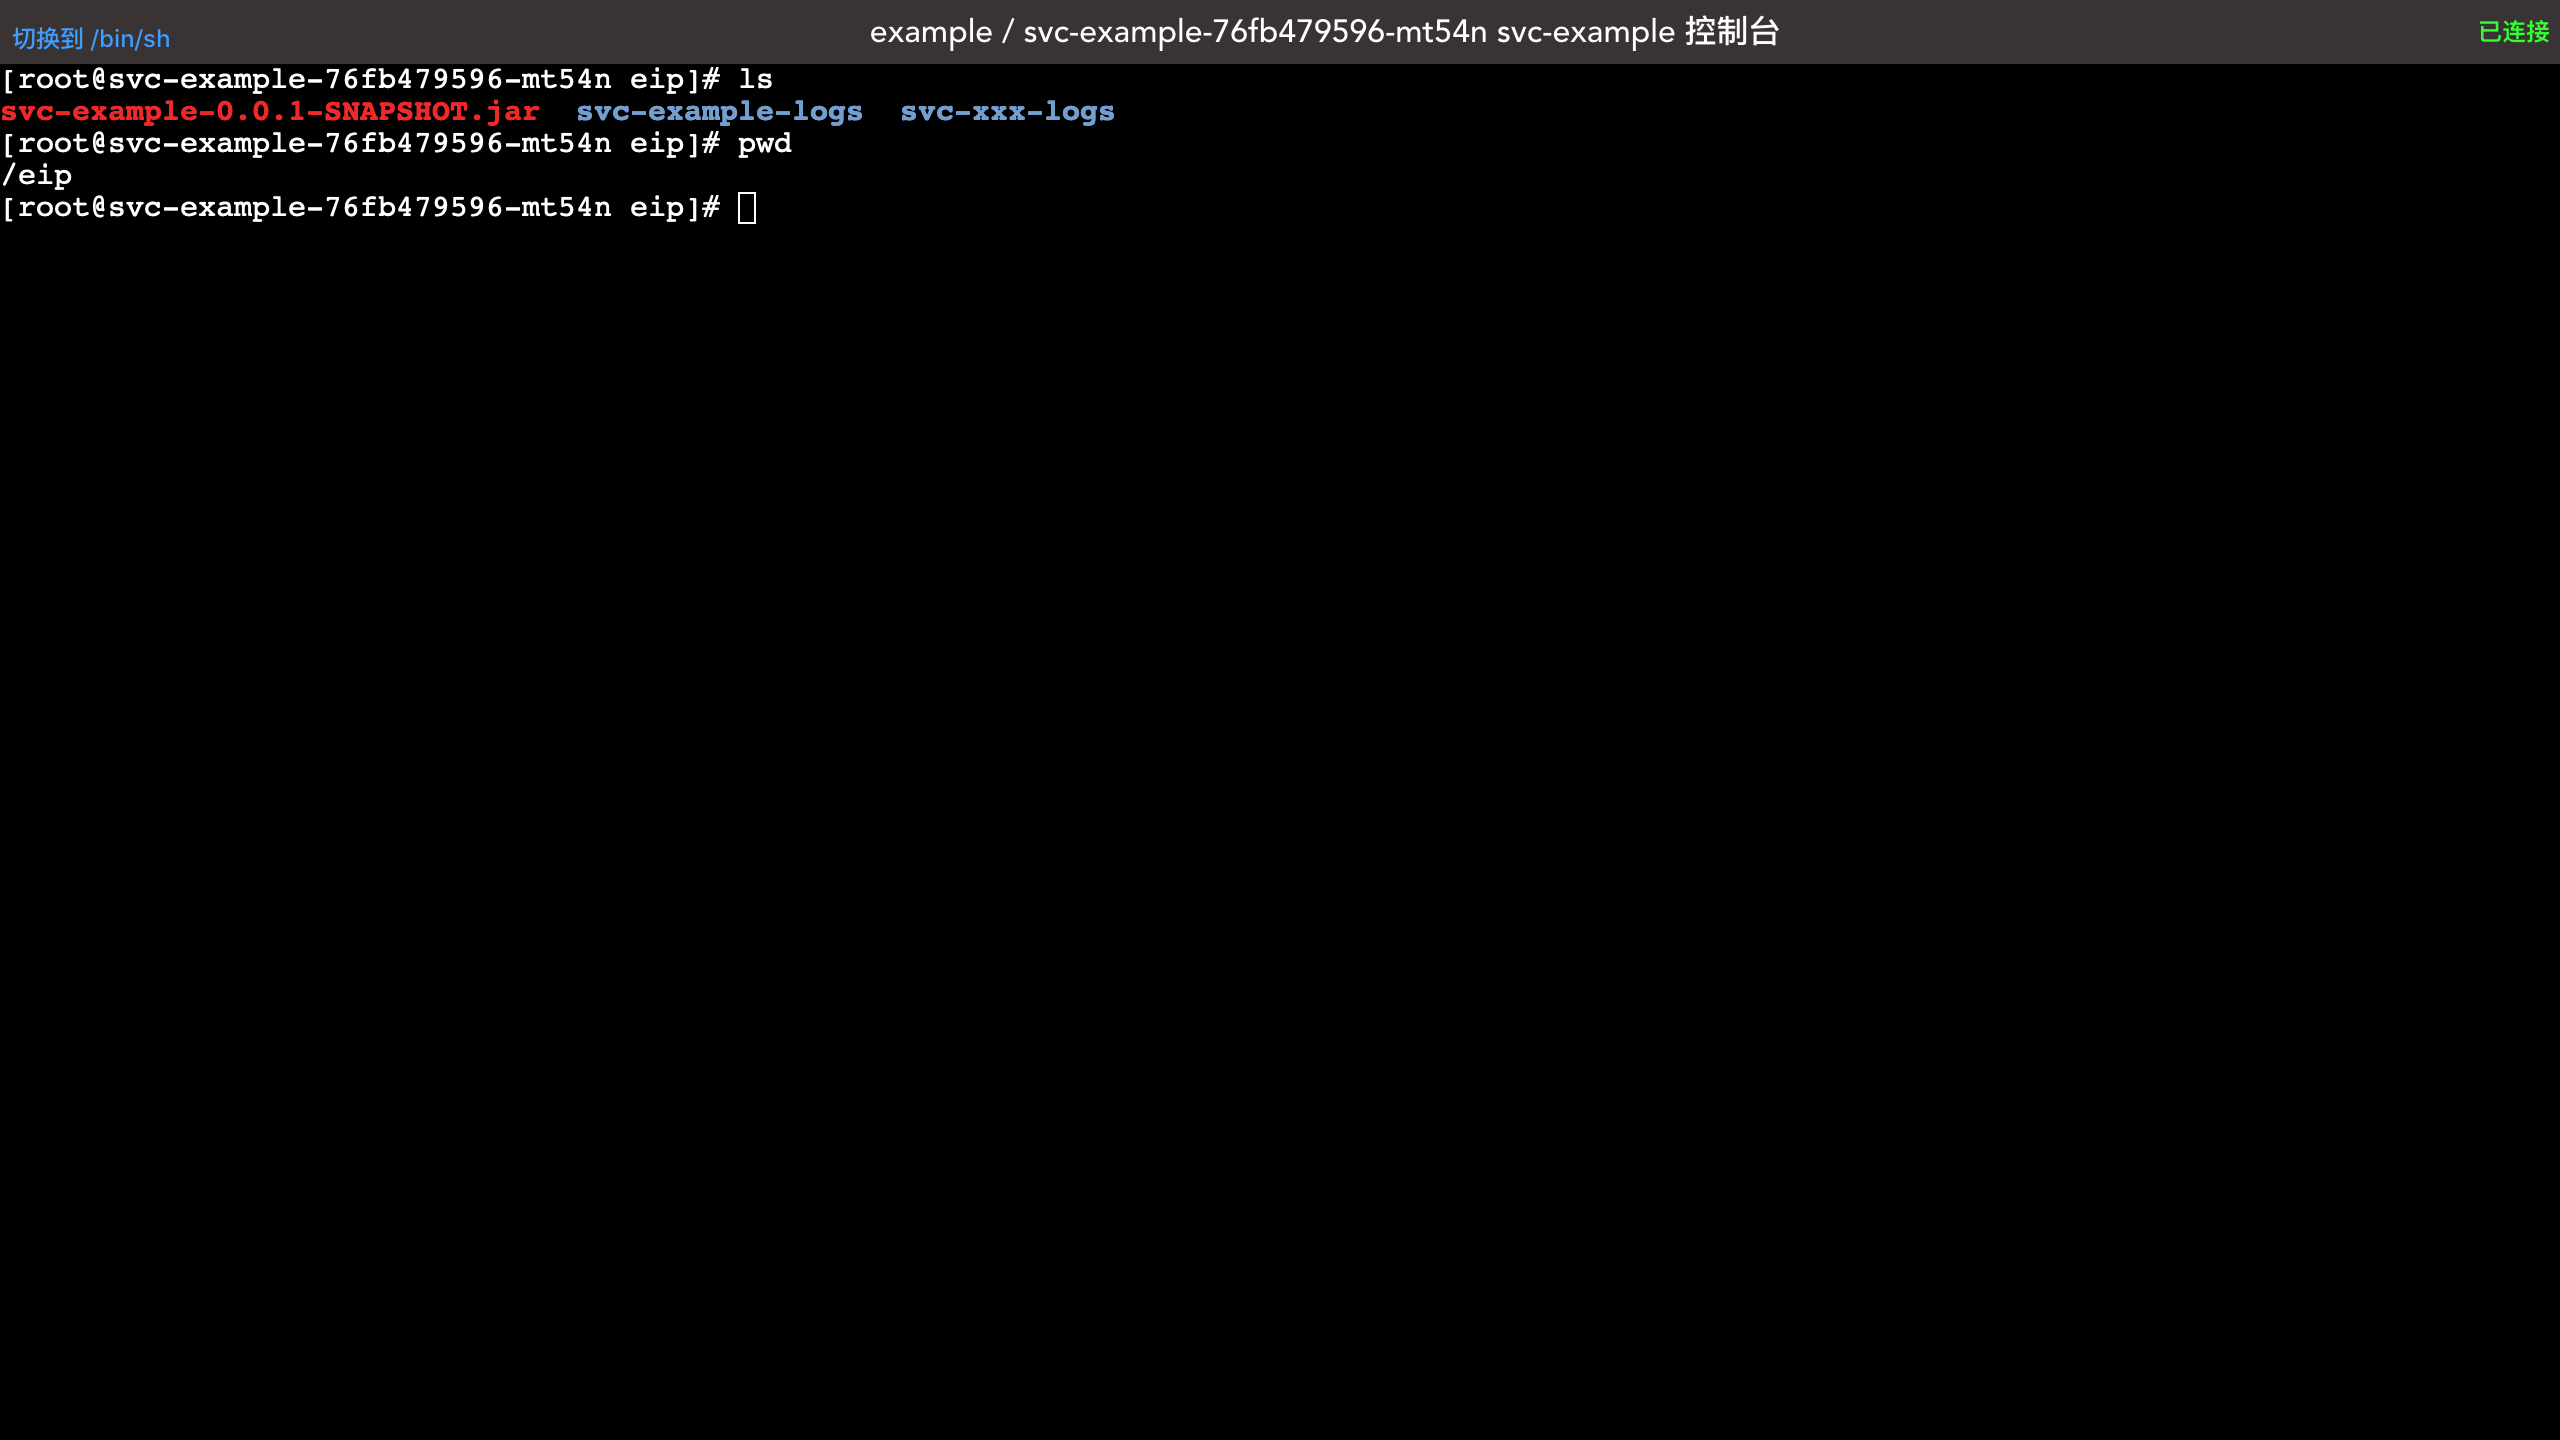 切换到 /bin/sh
example / svc-example-76fb479596-mt54n svc-example 控制台
已连接
[root@svc-example-76fb479596-mt54n eip]# ls
svc-example-0.0.1-SNAPSHOT.jar  svc-example-logs  svc-xxx-logs
[root@svc-example-76fb479596-mt54n eip]# pwd
/eip
[root@svc-example-76fb479596-mt54n eip]#